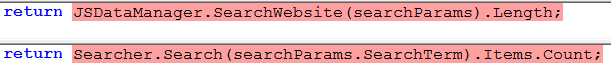 return JSDataManager.SearchWebsite(searchParams).Length;
return Searcher.Search(searchParams.SearchTerm).Items.Count;